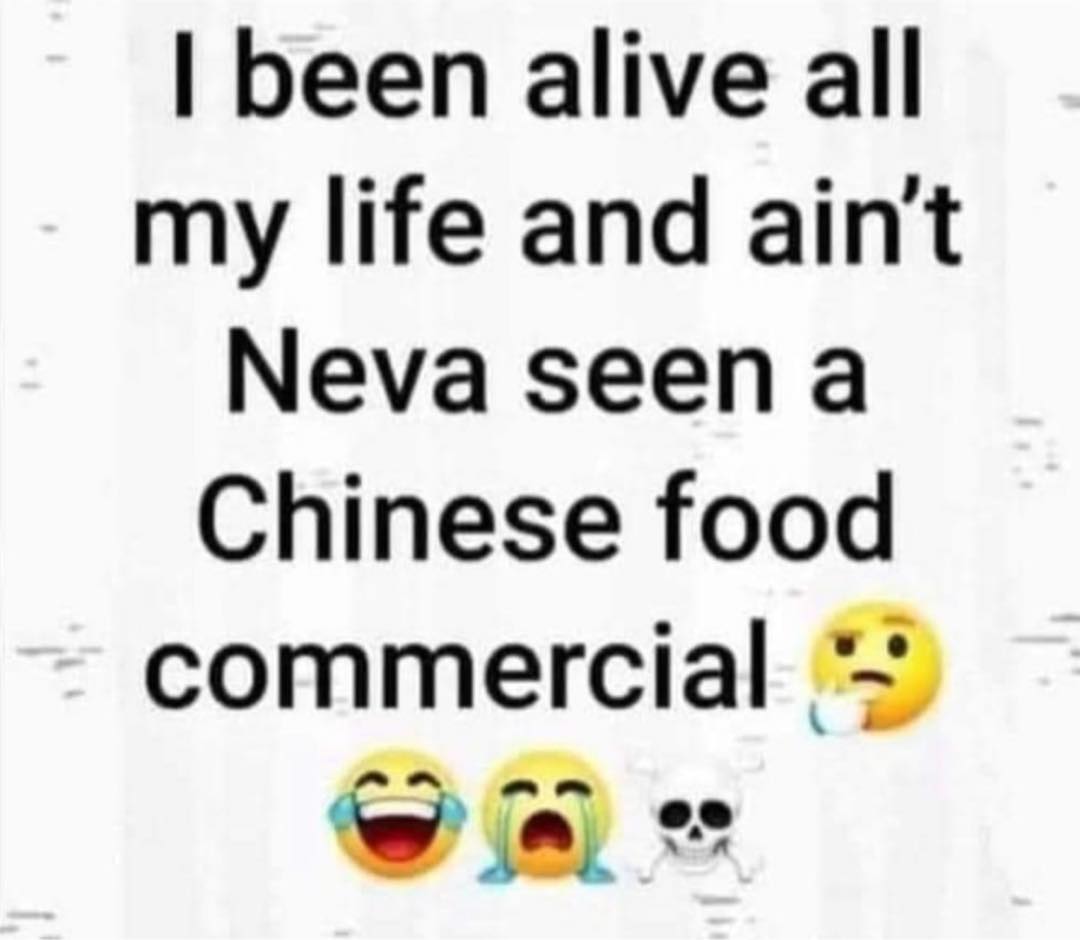 I been alive all
my life and ain't
Neva seen a
Chinese food
commercial 🤨
😂😭☠️